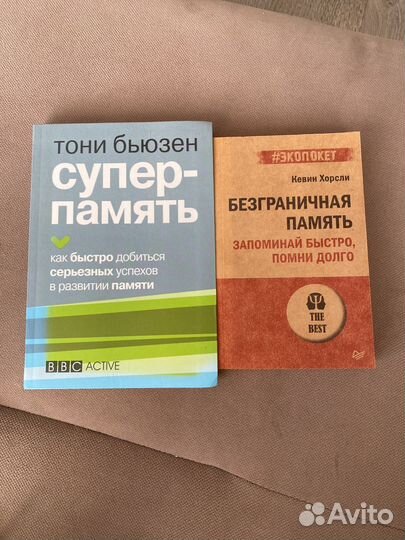 тони бьюзен
супер-
память
как быстро добиться
серьезных успехов
в развитии памяти
BBC ACTIVE
#ЭКОПОКЕТ
Кевин Хорсли
БЕЗГРАНИЧНАЯ
ПАМЯТЬ
ЗАПОМИНАЙ БЫСТРО,
ПОМНИ ДОЛГО
THE
BEST
Avito